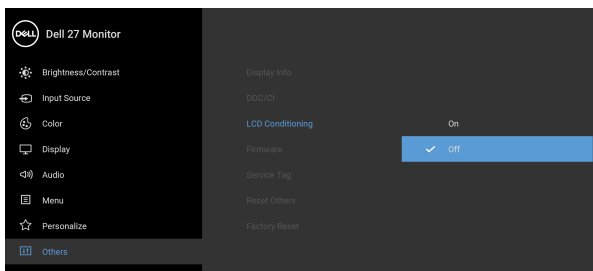 DELL Dell 27 Monitor
Brightness/Contrast
Display Info
Input Source
DDC/CI
Color
LCD Conditioning
On
Display
Firmware
Off
Audio
Service Tag
Menu
Reset Others
Personalize
Factory Reset
Others